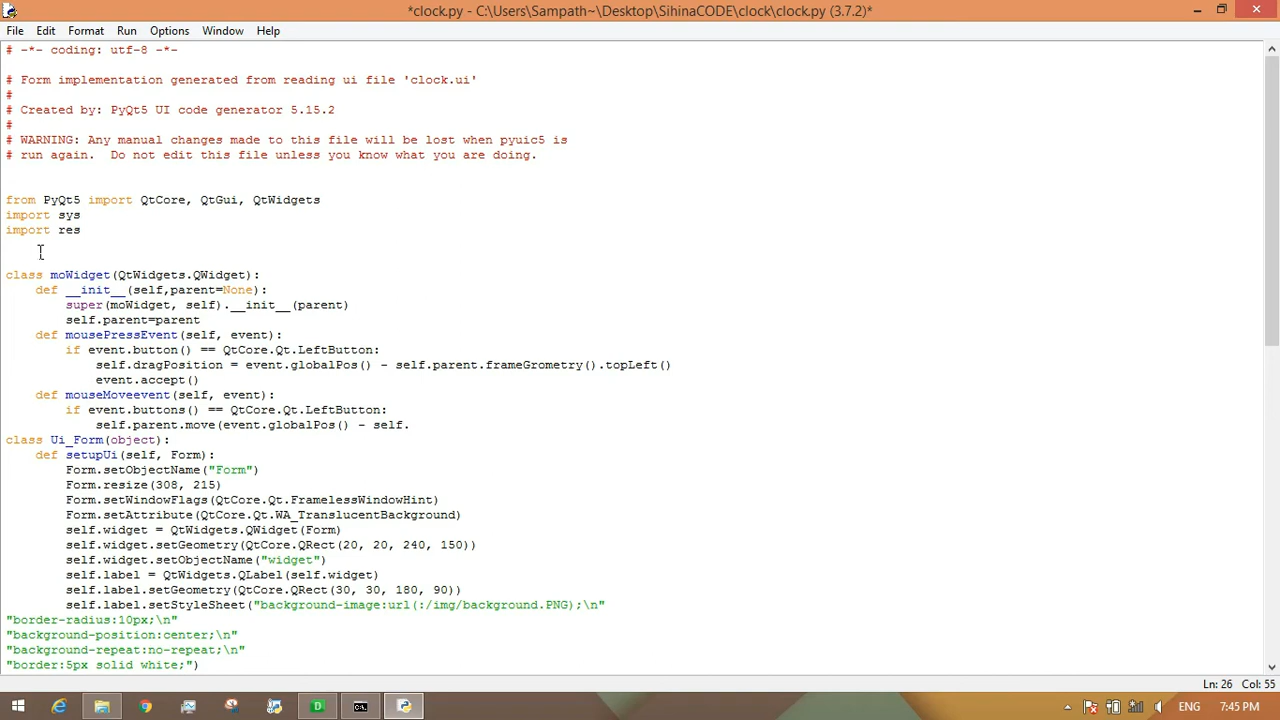 *clock.py - C:\Users\Sampath~\Desktop\SihinaCODE\clock\clock.py (3.7.2)*
File Edit Format Run Options Window Help
# -*- coding: utf-8 -*-
# Form implementation generated from reading ui file 'clock.ui'
#
# Created by: PyQt5 UI code generator 5.15.2
#
# WARNING: Any manual changes made to this file will be lost when pyuic5 is
# run again.  Do not edit this file unless you know what you are doing.
from PyQt5 import QtCore, QtGui, QtWidgets
import sys
import res
class moWidget(QtWidgets.QWidget):
    def __init__(self,parent=None):
        super(moWidget, self).__init__(parent)
        self.parent=parent
    def mousePressEvent(self, event):
        if event.button() == QtCore.Qt.LeftButton:
            self.dragPosition = event.globalPos() - self.parent.frameGrometry().topLeft()
            event.accept()
    def mouseMoveevent(self, event):
        if event.buttons() == QtCore.Qt.LeftButton:
            self.parent.move(event.globalPos() - self.
class Ui_Form(object):
    def setupUi(self, Form):
        Form.setObjectName("Form")
        Form.resize(308, 215)
        Form.setWindowFlags(QtCore.Qt.FramelessWindowHint)
        Form.setAttribute(QtCore.Qt.WA_TranslucentBackground)
        self.widget = QtWidgets.QWidget(Form)
        self.widget.setGeometry(QtCore.QRect(20, 20, 240, 150))
        self.widget.setObjectName("widget")
        self.label = QtWidgets.QLabel(self.widget)
        self.label.setGeometry(QtCore.QRect(30, 30, 180, 90))
        self.label.setStyleSheet("background-image:url(:/img/background.PNG);\n"
"border-radius:10px;\n"
"background-position:center;\n"
"background-repeat:no-repeat;\n"
"border:5px solid white;")
Ln: 26 Col: 55
ENG 7:45 PM